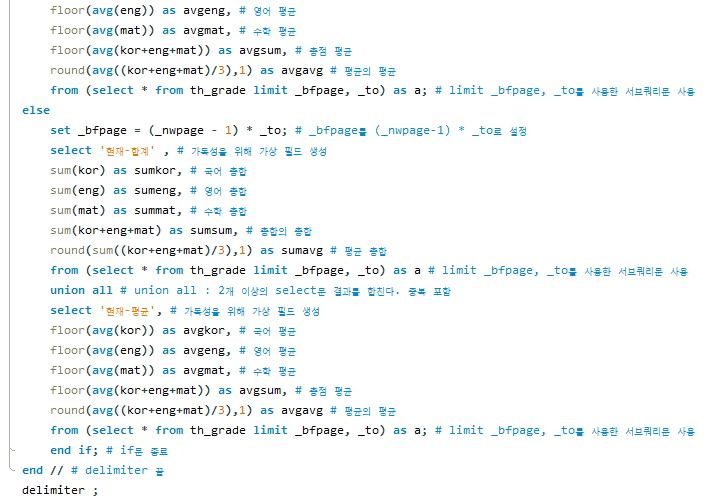 floor(avg(eng)) as avgeng, # 영어 평균
floor(avg(mat)) as avgmat, # 수학 평균
floor(avg(kor+eng+mat)) as avgsum, # 총점 평균
round(avg((kor+eng+mat)/3),1) as avgavg # 평균의 평균
from (select * from th_grade limit _bfpage, _to) as a; # limit _bfpage, _to를 사용한 서브쿼리문 사용
else
set _bfpage = (_nwpage - 1) * _to; # _bfpage를 (_nwpage-1) * _to로 설정
select '현재-합계' , # 가독성을 위해 가상 필드 생성
sum(kor) as sumkor, # 국어 총합
sum(eng) as sumeng, # 영어 총합
sum(mat) as summat, # 수학 총합
sum(kor+eng+mat) as sumsum, # 총합의 총합
round(sum((kor+eng+mat)/3),1) as sumavg # 평균 총합
from (select * from th_grade limit _bfpage, _to) as a # limit _bfpage, _to를 사용한 서브쿼리문 사용
union all # union all : 2개 이상의 select문 결과를 합친다. 중복 포함
select '현재-평균', # 가독성을 위해 가상 필드 생성
floor(avg(kor)) as avgkor, # 국어 평균
floor(avg(eng)) as avgeng, # 영어 평균
floor(avg(mat)) as avgmat, # 수학 평균
floor(avg(kor+eng+mat)) as avgsum, # 총점 평균
round(avg((kor+eng+mat)/3),1) as avgavg # 평균의 평균
from (select * from th_grade limit _bfpage, _to) as a; # limit _bfpage, _to를 사용한 서브쿼리문 사용
end if; # if문 종료
end // # delimiter 끝
delimiter ;